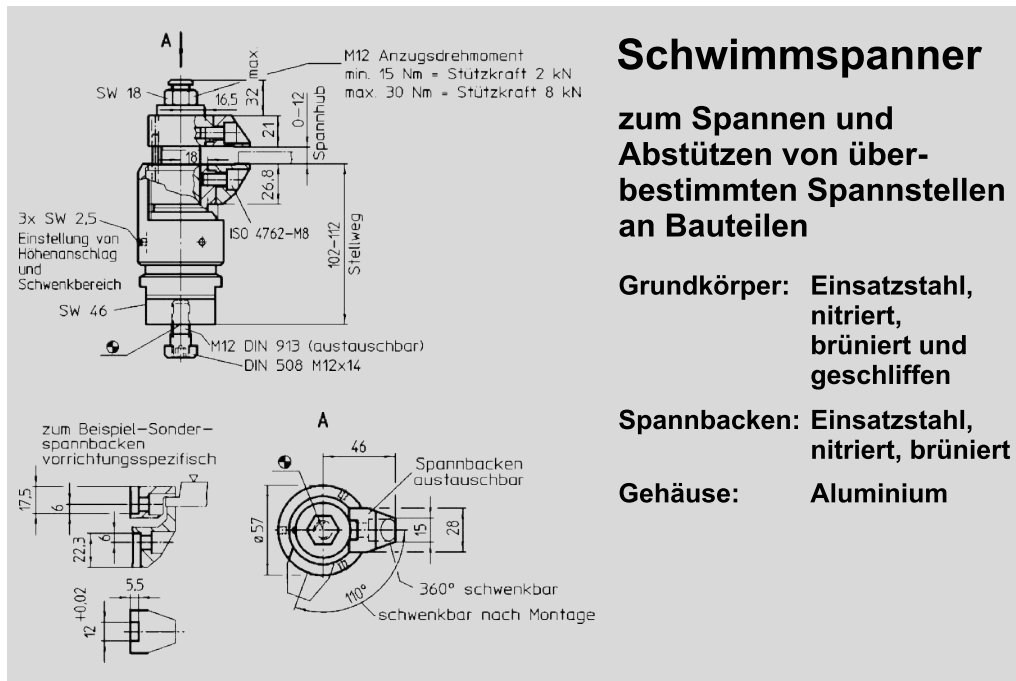 A
M12 Anzugsdrehmoment
min. 15 Nm = Stützkraft 2 kN
max. 30 Nm = Stützkraft 8 kN
SW 18
max.
32
16,5
0-12
Spannhub
21
18
26.8
3x SW 2,5
Einstellung von
Höhenanschlag
und
Schwenkbereich
ISO 4762-M8
102-112
Stellweg
SW 46
M12 DIN 913 (austauschbar)
DIN 508 M12x14
zum Beispiel-Sonder-
spannbacken
vorrichtungsspezifisch
17,5
6
22.3
6
5,5
12 +0.02
A
46
Spannbacken
austauschbar
ø57
15
28
110°
360° schwenkbar
schwenkbar nach Montage
Schwimmspanner
zum Spannen und
Abstützen von über-
bestimmten Spannstellen
an Bauteilen
Grundkörper: Einsatzstahl,
nitriert,
brüniert und
geschliffen
Spannbacken: Einsatzstahl,
nitriert, brüniert
Gehäuse: Aluminium